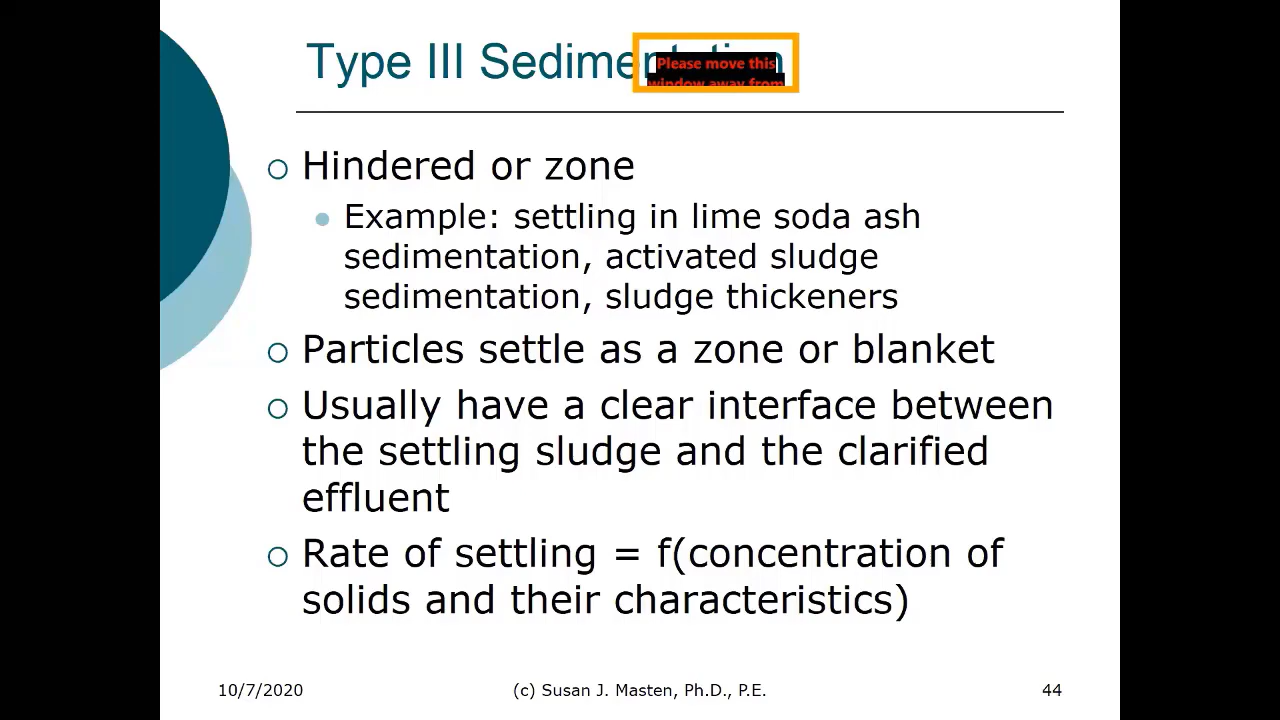 Type III Sedimentation
Please move this
window away from
Hindered or zone
Example: settling in lime soda ash
sedimentation, activated sludge
sedimentation, sludge thickeners
Particles settle as a zone or blanket
Usually have a clear interface between
the settling sludge and the clarified
effluent
Rate of settling = f(concentration of
solids and their characteristics)
10/7/2020 (c) Susan J. Masten, Ph.D., P.E. 44